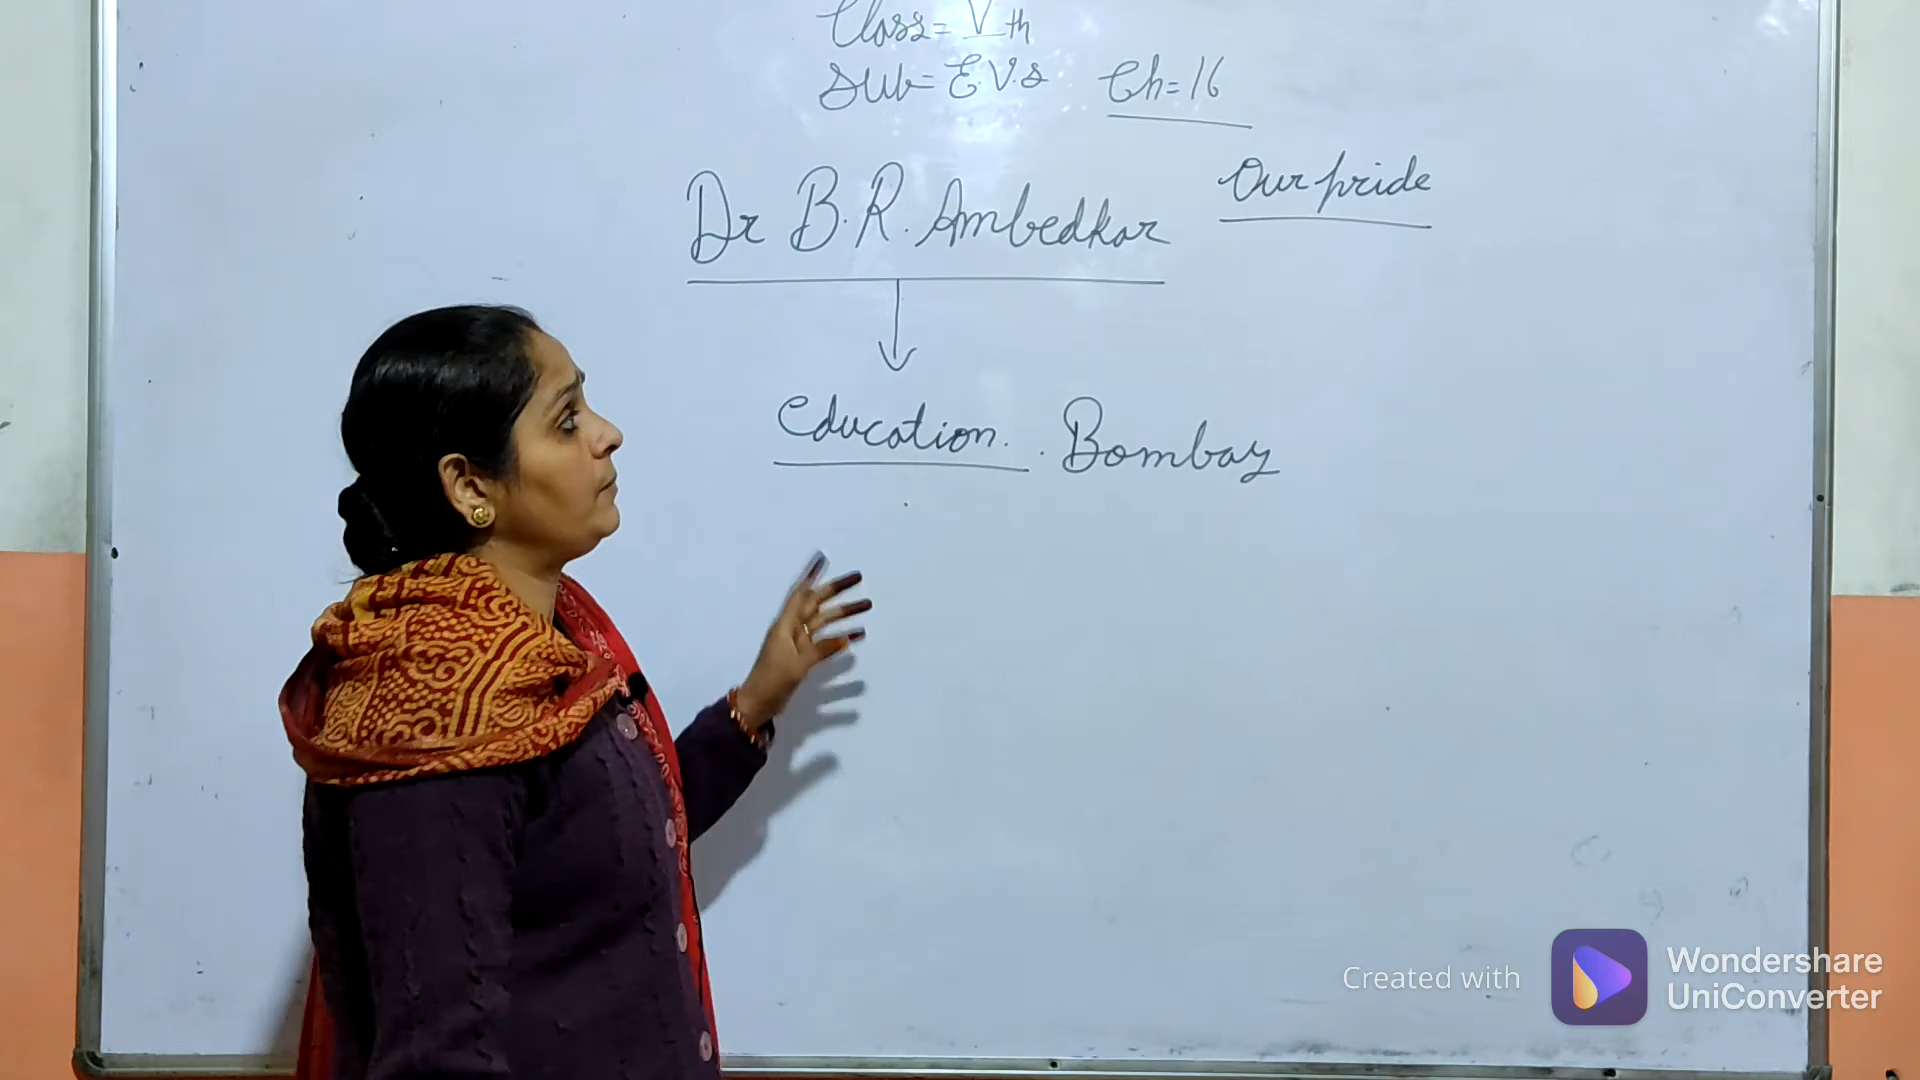 Class = Vth
Sub = E.V.S Ch = 16
Our pride
Dr B.R. Ambedkar
Education. Bombay
Created with Wondershare UniConverter